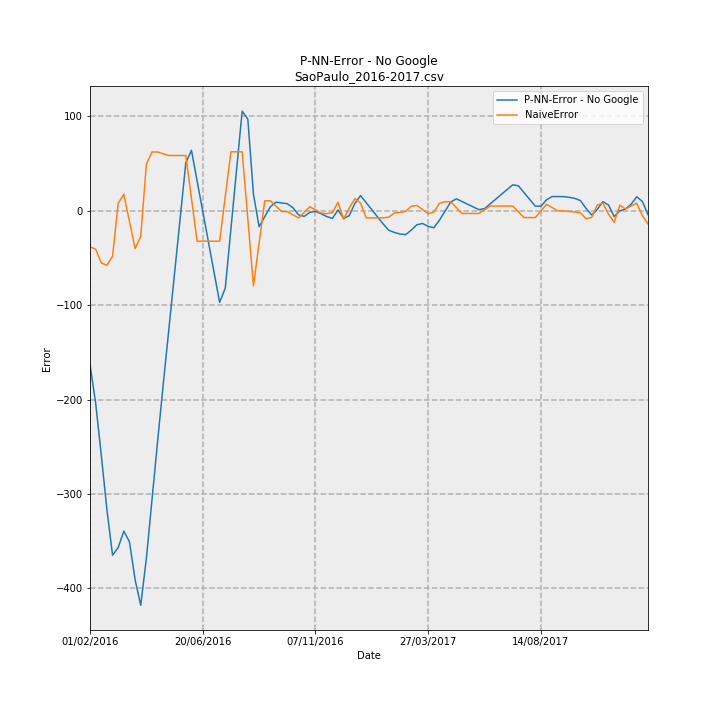 P-NN-Error - No Google
SaoPaulo_2016-2017.csv
P-NN-Error - No Google
NaiveError
100
0
−100
−200
−300
−400
Error
01/02/2016 20/06/2016 07/11/2016 27/03/2017 14/08/2017
Date